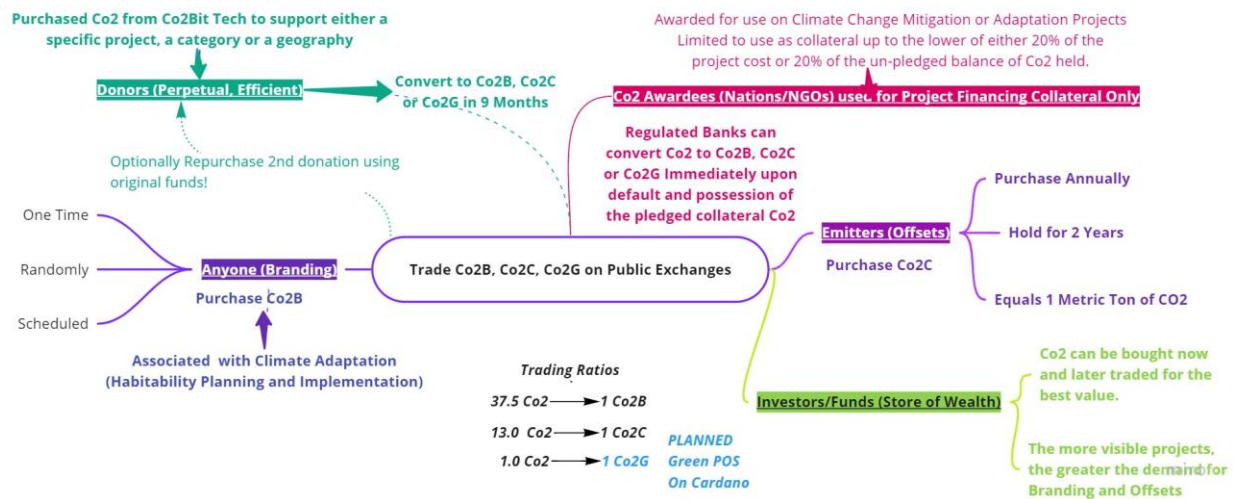 Purchased Co2 from Co2Bit Tech to support either a
specific project, a category or a geography
Donors (Perpetual, Efficient)
Convert to Co2B, Co2C
or Co2G in 9 Months
Optionally Repurchase 2nd donation using
original funds!
Awarded for use on Climate Change Mitigation or Adaptation Projects
Limited to use as collateral up to the lower of either 20% of the
project cost or 20% of the un-pledged balance of Co2 held.
Co2 Awardees (Nations/NGOs) used for Project Financing Collateral Only
Regulated Banks can
convert Co2 to Co2B, Co2C
or Co2G Immediately upon
default and possession of
the pledged collateral Co2
One Time
Randomly
Scheduled
Anyone (Branding)
Purchase Co2B
Associated with Climate Adaptation
(Habitability Planning and Implementation)
Trade Co2B, Co2C, Co2G on Public Exchanges
Emitters (Offsets)
Purchase Co2C
Purchase Annually
Hold for 2 Years
Equals 1 Metric Ton of CO2
Trading Ratios
37.5 Co2 1 Co2B
13.0 Co2 1 Co2C
1.0 Co2 1 Co2G
PLANNED
Green POS
On Cardano
Investors/Funds (Store of Wealth)
Co2 can be bought now
and later traded for the
best value.
The more visible projects,
the greater the demand for
Branding and Offsets